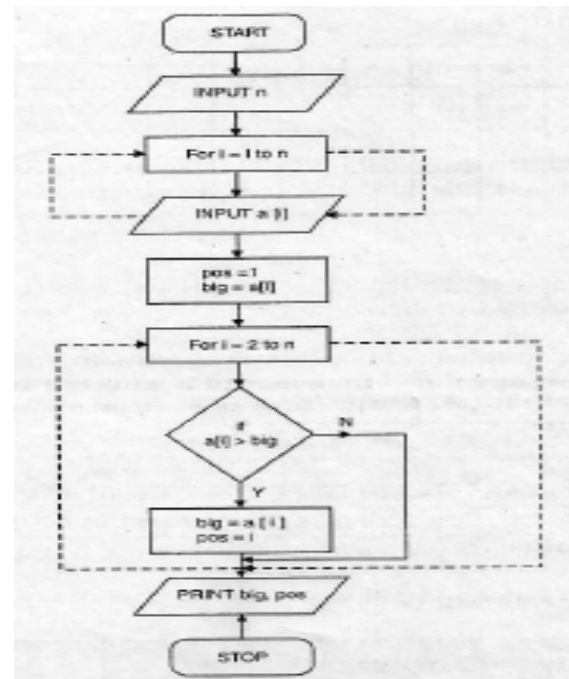 START
INPUT n
For i = 1 to n
INPUT a [i]
pos = 1
big = a[1]
For i = 2 to n
If
a[i] > big
N
Y
big = a [ i ]
pos = i
PRINT big, pos
STOP